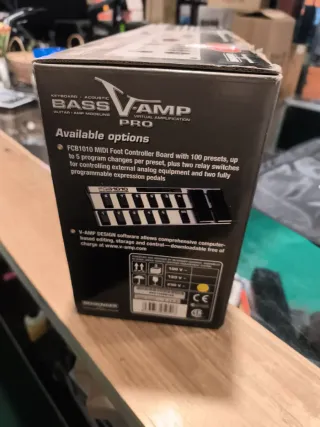 KEYBOARD · ACOUSTIC
BASS V-AMP
GUITAR · AMP MODELING VIRTUAL AMPLIFICATION
PRO
Available options
FCB1010 MIDI Foot Controller Board with 100 presets, up
to 5 program changes per preset, plus two relay switches
for controlling external analog equipment and two fully
programmable expression pedals
V-AMP DESIGN software allows comprehensive computer-
based editing, storage and control—downloadable free of
charge at www.v-amp.com
BEHRINGER
CE